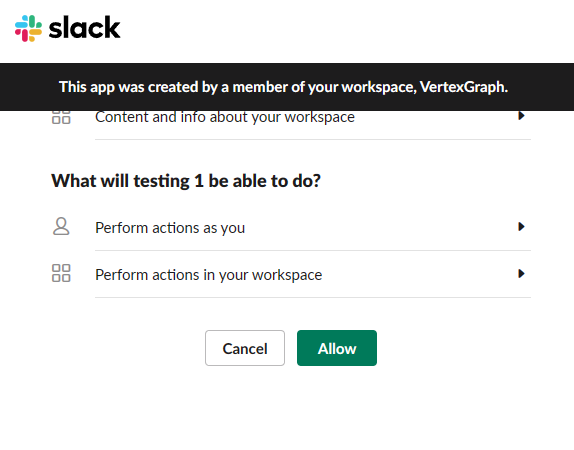 slack
This app was created by a member of your workspace, VertexGraph.
Content and info about your workspace
What will testing 1 be able to do?
Perform actions as you
Perform actions in your workspace
Cancel
Allow